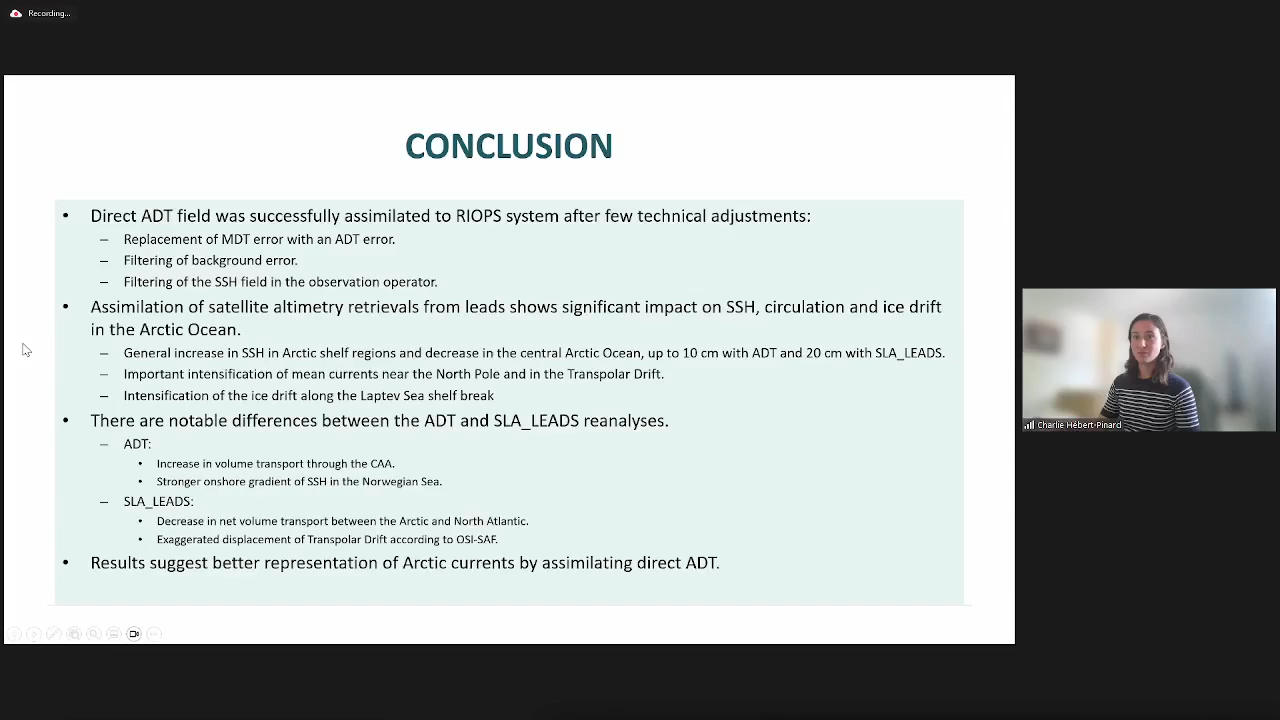 Recording...
CONCLUSION
• Direct ADT field was successfully assimilated to RIOPS system after few technical adjustments:
– Replacement of MDT error with an ADT error.
– Filtering of background error.
– Filtering of the SSH field in the observation operator.
• Assimilation of satellite altimetry retrievals from leads shows significant impact on SSH, circulation and ice drift
in the Arctic Ocean.
– General increase in SSH in Arctic shelf regions and decrease in the central Arctic Ocean, up to 10 cm with ADT and 20 cm with SLA_LEADS.
– Important intensification of mean currents near the North Pole and in the Transpolar Drift.
– Intensification of the ice drift along the Laptev Sea shelf break
• There are notable differences between the ADT and SLA_LEADS reanalyses.
– ADT:
• Increase in volume transport through the CAA.
• Stronger onshore gradient of SSH in the Norwegian Sea.
– SLA_LEADS:
• Decrease in net volume transport between the Arctic and North Atlantic.
• Exaggerated displacement of Transpolar Drift according to OSI-SAF.
• Results suggest better representation of Arctic currents by assimilating direct ADT.
Charlie Hébert-Pinard